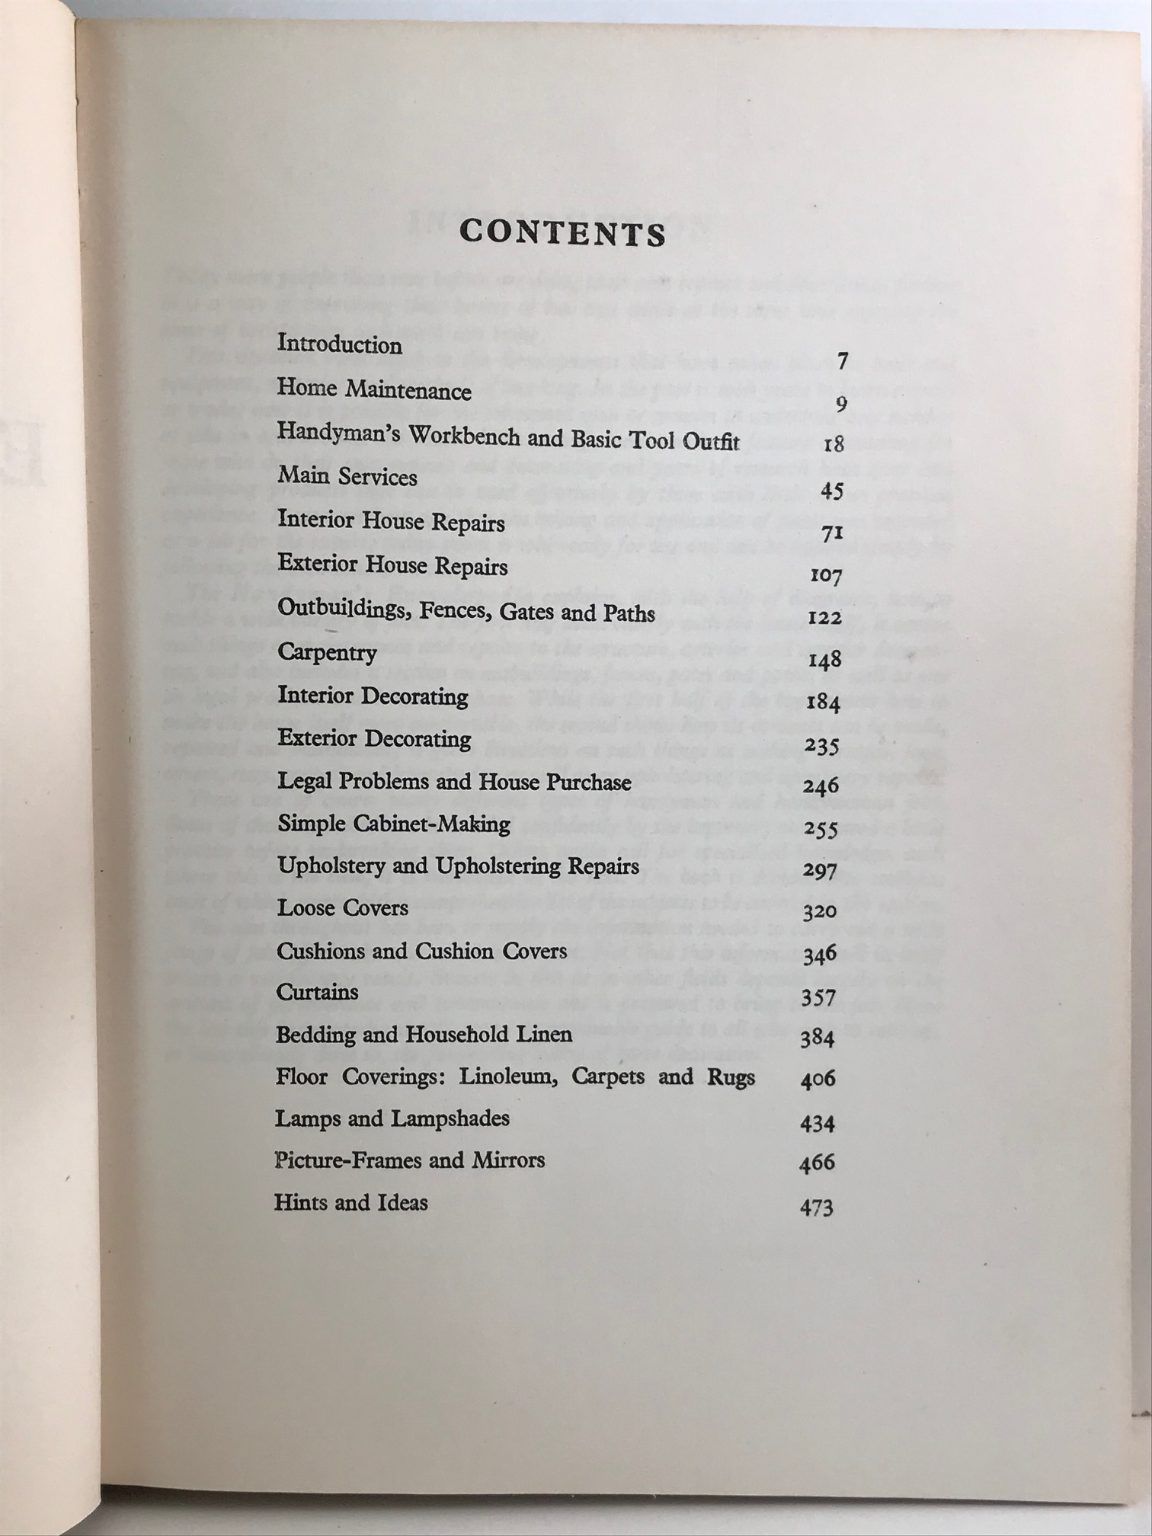 CONTENTS
Introduction 7
Home Maintenance 9
Handyman's Workbench and Basic Tool Outfit 18
Main Services 45
Interior House Repairs 71
Exterior House Repairs 107
Outbuildings, Fences, Gates and Paths 122
Carpentry 148
Interior Decorating 184
Exterior Decorating 235
Legal Problems and House Purchase 246
Simple Cabinet-Making 255
Upholstery and Upholstering Repairs 297
Loose Covers 320
Cushions and Cushion Covers 346
Curtains 357
Bedding and Household Linen 384
Floor Coverings: Linoleum, Carpets and Rugs 406
Lamps and Lampshades 434
Picture-Frames and Mirrors 466
Hints and Ideas 473